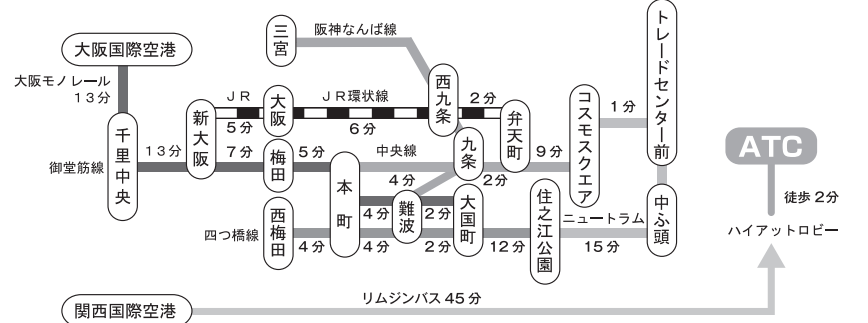 大阪国際空港
三宮
阪神なんば線
トレードセンター前
大阪モノレール
13分
JR
JR環状線
西九条
2分
コスモスクエア
1分
新大阪
大阪
5分
6分
弁天町
ATC
千里中央
13分
7分
梅田
5分
中央線
九条
9分
御堂筋線
本町
4分
2分
徒歩2分
西梅田
4分
難波
2分
大国町
住之江公園
ニュートラム
中ふ頭
ハイアットロビー
四つ橋線
4分
4分
2分
12分
15分
リムジンバス45分
関西国際空港